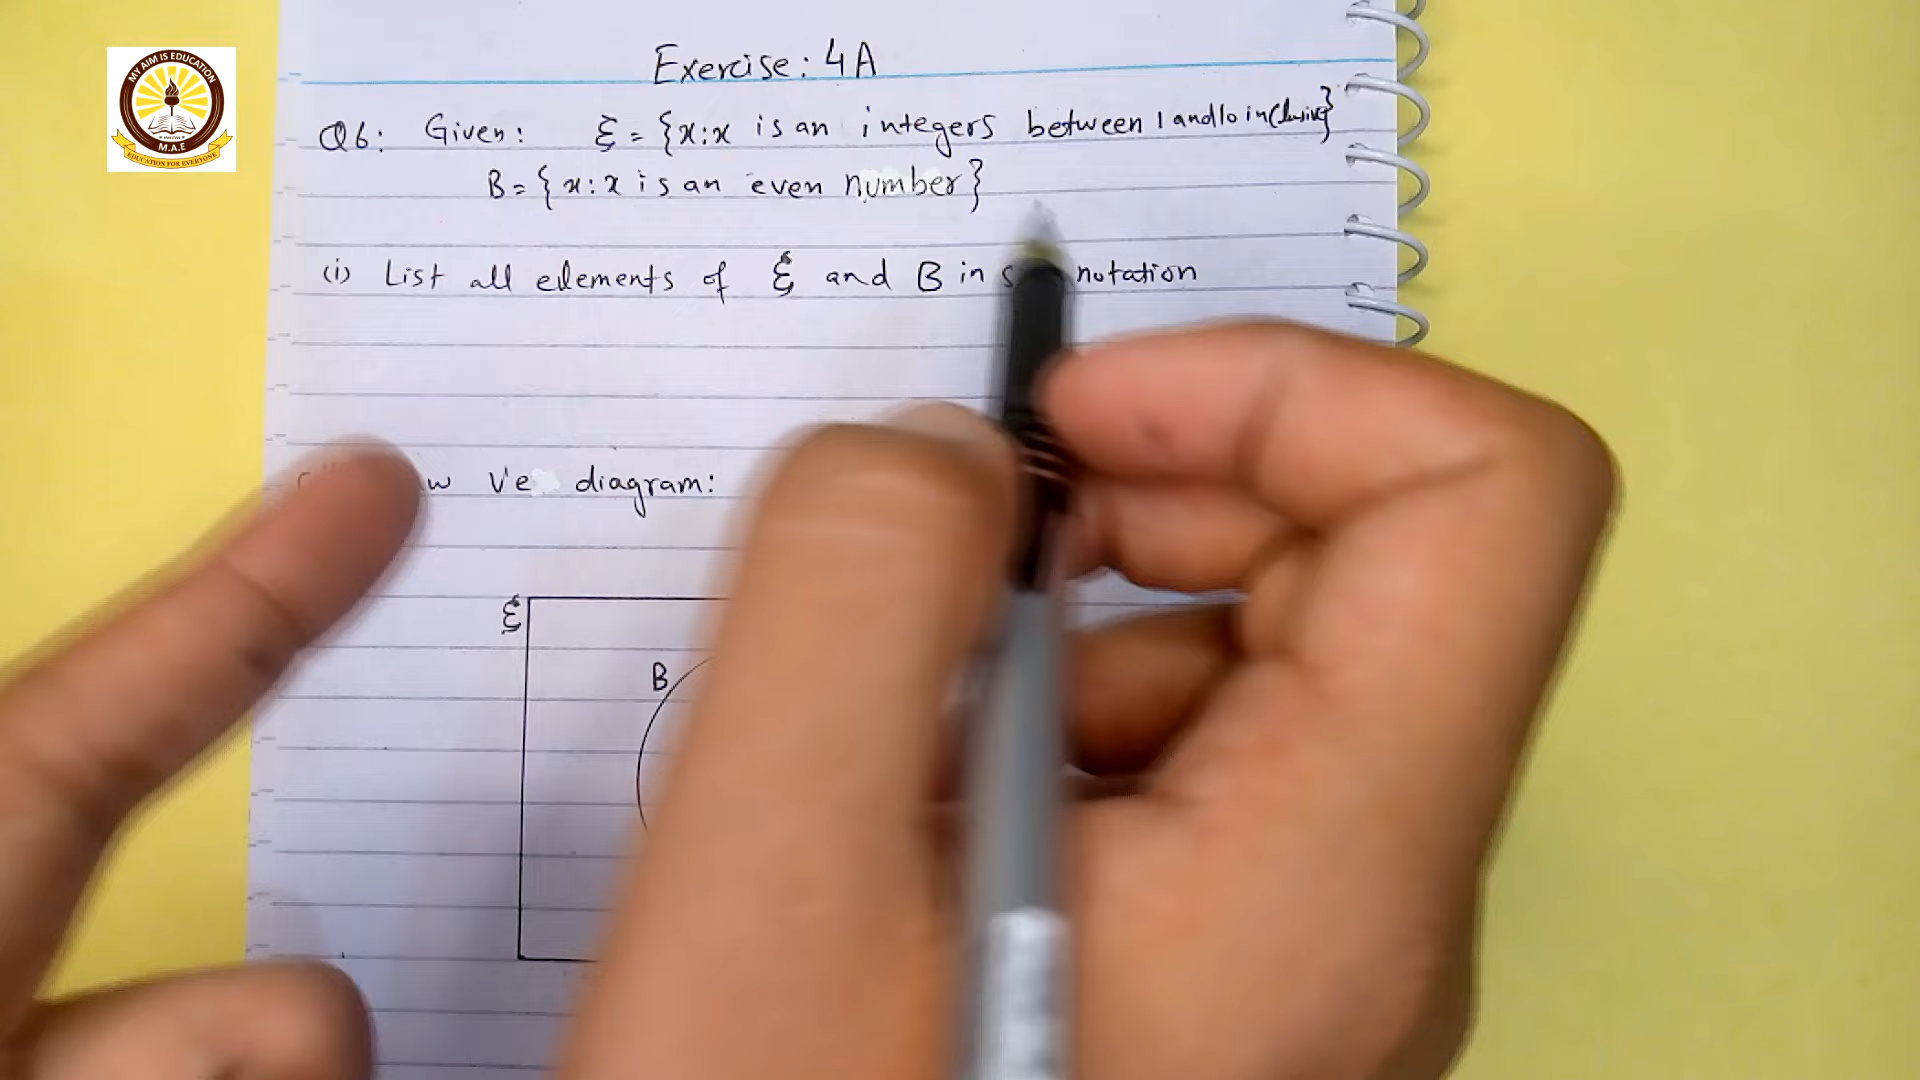 MY AIM IS EDUCATION
M.A.E
EDUCATION FOR EVERYONE
Exercise: 4A
Q6: Given: ξ = {x:x is an integers between 1 and 10 inclusive}
B = {x:x is an even number}
(i) List all elements of ξ and B in notation
diagram:
ξ
B